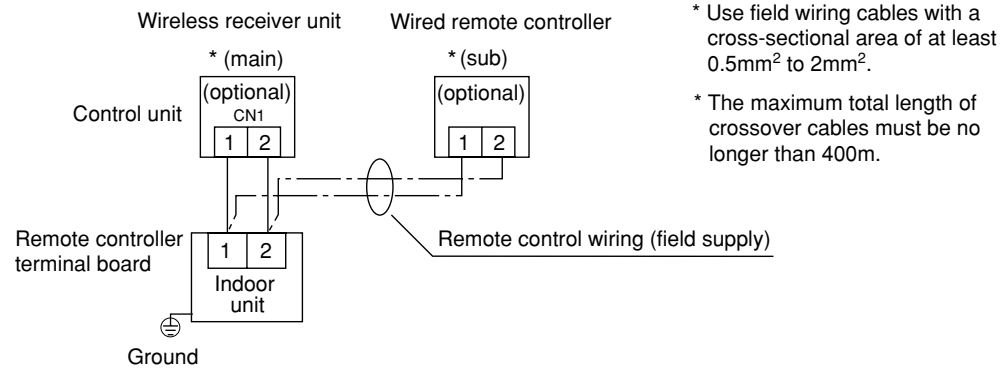 Wireless receiver unit
* (main)
Control unit
(optional)
CN1
1 2
Wired remote controller
* (sub)
(optional)
1 2
* Use field wiring cables with a
cross-sectional area of at least
0.5mm² to 2mm².
* The maximum total length of
crossover cables must be no
longer than 400m.
Remote controller
terminal board
1 2
Indoor
unit
Ground
Remote control wiring (field supply)